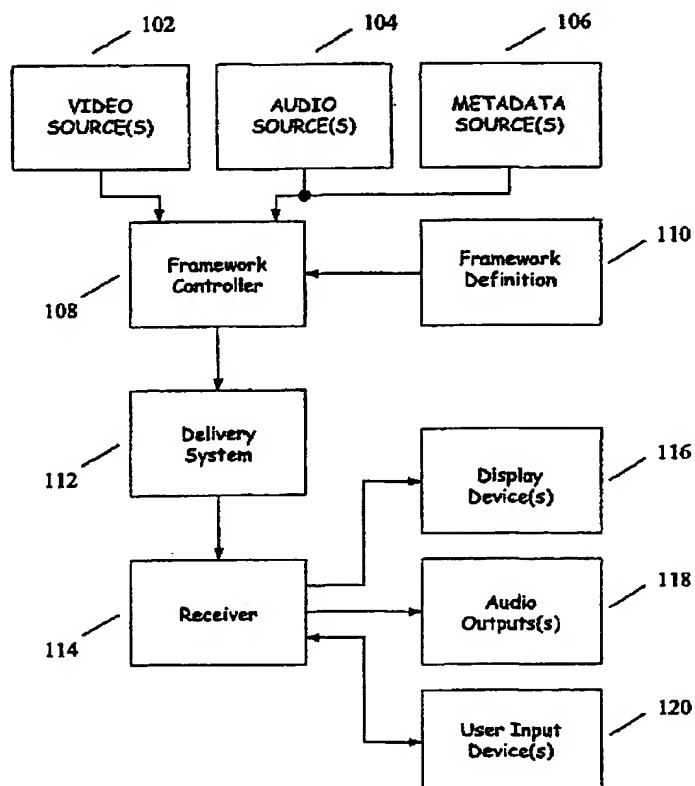 102
104
106
VIDEO
SOURCE(S)
AUDIO
SOURCE(S)
METADATA
SOURCE(S)
110
Framework
Controller
Framework
Definition
108
Delivery
System
112
116
Display
Device(s)
118
Receiver
Audio
Outputs(s)
114
120
User Input
Device(s)